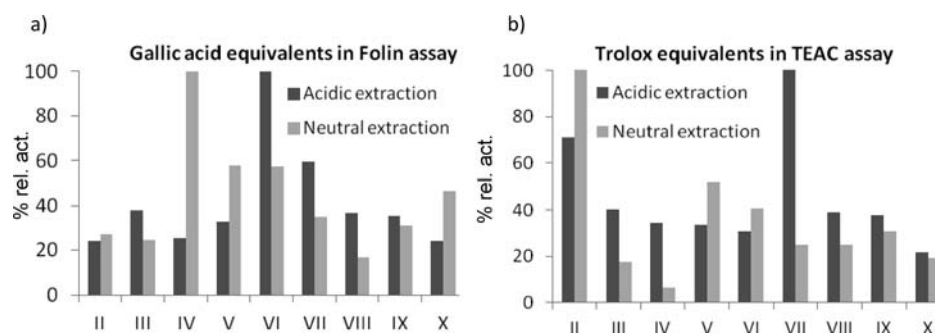 a)
Gallic acid equivalents in Folin assay
% rel. act.
100
80
60
40
20
0
Acidic extraction
Neutral extraction
II III IV V VI VII VIII IX X
b)
Trolox equivalents in TEAC assay
% rel. act.
100
80
60
40
20
0
Acidic extraction
Neutral extraction
II III IV V VI VII VIII IX X